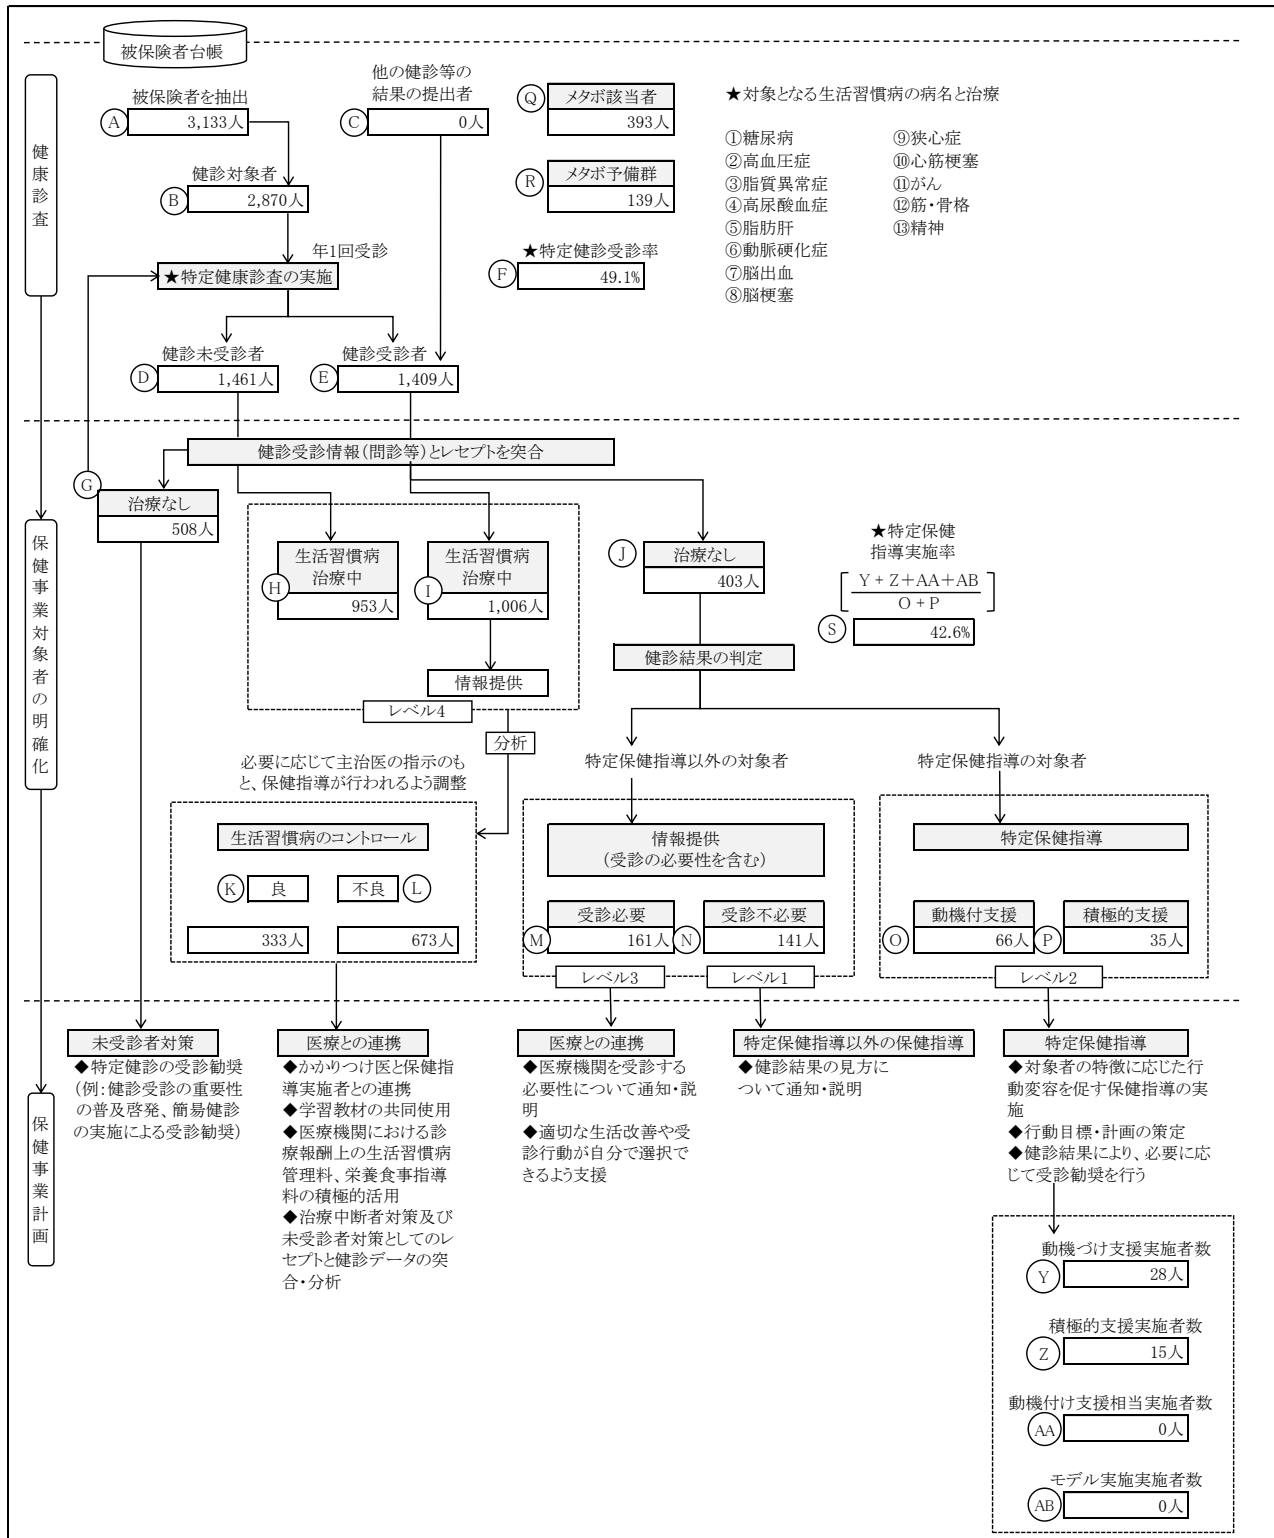 被保険者台帳
健康診査
被保険者を抽出
A
3,133人
他の健診等の
結果の提出者
C
0人
Q
メタボ該当者
393人
R
メタボ予備群
139人
★特定健診受診率
F
49.1%
★対象となる生活習慣病の病名と治療
①糖尿病
②高血圧症
③脂質異常症
④高尿酸血症
⑤脂肪肝
⑥動脈硬化症
⑦脳出血
⑧脳梗塞
⑨狭心症
⑩心筋梗塞
⑪がん
⑫筋・骨格
⑬精神
健診対象者
B
2,870人
年1回受診
★特定健康診査の実施
健診未受診者
D
1,461人
健診受診者
E
1,409人
保健事業対象者の明確化
健診受診情報(問診等)とレセプトを突合
G
治療なし
508人
生活習慣病
治療中
H
953人
生活習慣病
治療中
I
1,006人
情報提供
レベル4
分析
J
治療なし
403人
健診結果の判定
★特定保健
指導実施率
Y + Z+AA+AB
O + P
S
42.6%
必要に応じて主治医の指示のも
と、保健指導が行われるよう調整
生活習慣病のコントロール
K
良
不良
L
333人
673人
特定保健指導以外の対象者
情報提供
(受診の必要性を含む)
受診必要
M
161人
受診不必要
N
141人
レベル3
レベル1
特定保健指導の対象者
特定保健指導
動機付支援
O
66人
積極的支援
P
35人
レベル2
保健事業計画
未受診者対策
◆特定健診の受診勧奨
(例:健診受診の重要性
の普及啓発、簡易健診
の実施による受診勧奨)
医療との連携
◆かかりつけ医と保健指
導実施者との連携
◆学習教材の共同使用
◆医療機関における診
療報酬上の生活習慣病
管理料、栄養食事指導
料の積極的活用
◆治療中断者対策及び
未受診者対策としてのレ
セプトと健診データの突
合・分析
医療との連携
◆医療機関を受診する
必要性について通知・説
明
◆適切な生活改善や受
診行動が自分で選択で
きるよう支援
特定保健指導以外の保健指導
◆健診結果の見方に
ついて通知・説明
特定保健指導
◆対象者の特徴に応じた行
動変容を促す保健指導の実
施
◆行動目標・計画の策定
◆健診結果により、必要に応
じて受診勧奨を行う
動機づけ支援実施者数
Y
28人
積極的支援実施者数
Z
15人
動機付け支援相当実施者数
AA
0人
モデル実施実施者数
AB
0人